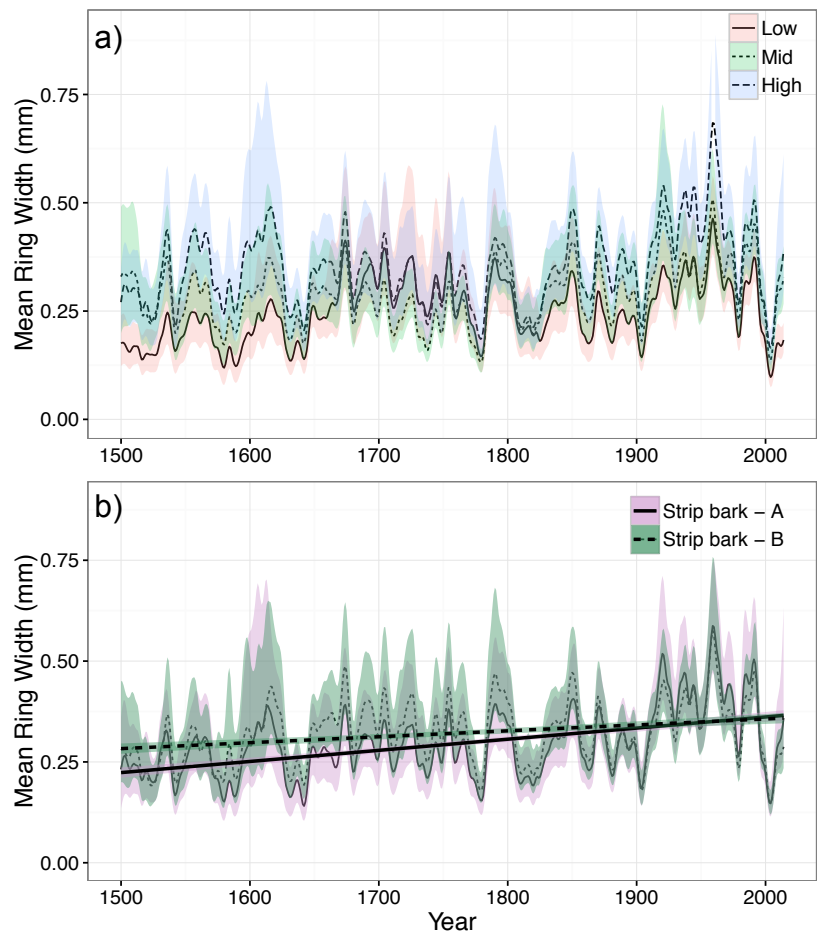 a)
Low
Mid
High
Mean Ring Width (mm)
0.75
0.50
0.25
0.00
1500 1600 1700 1800 1900 2000
b)
Strip bark – A
Strip bark – B
Mean Ring Width (mm)
0.75
0.50
0.25
0.00
1500 1600 1700 1800 1900 2000
Year